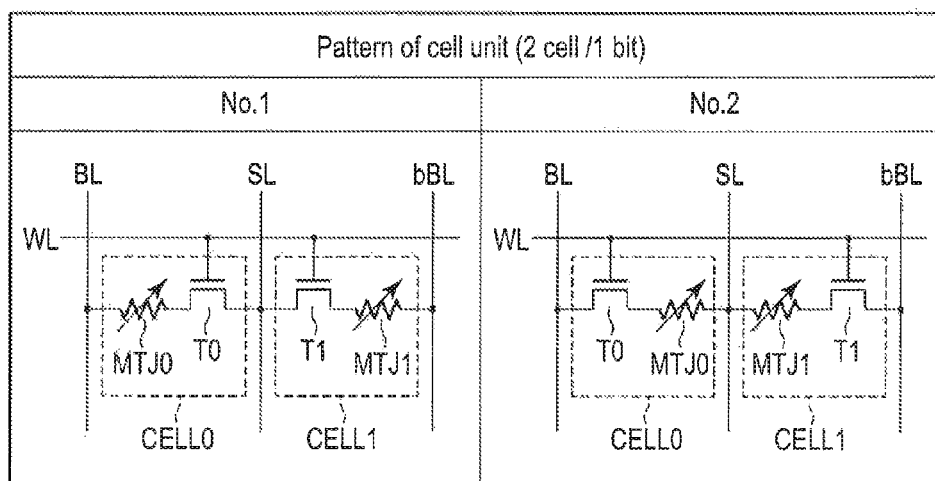 Pattern of cell unit (2 cell /1 bit)
No.1 No.2
BL SL bBL BL SL bBL
WL WL
MTJ0 T0 T1 MTJ1 T0 MTJ0 MTJ1 T1
CELL0 CELL1 CELL0 CELL1